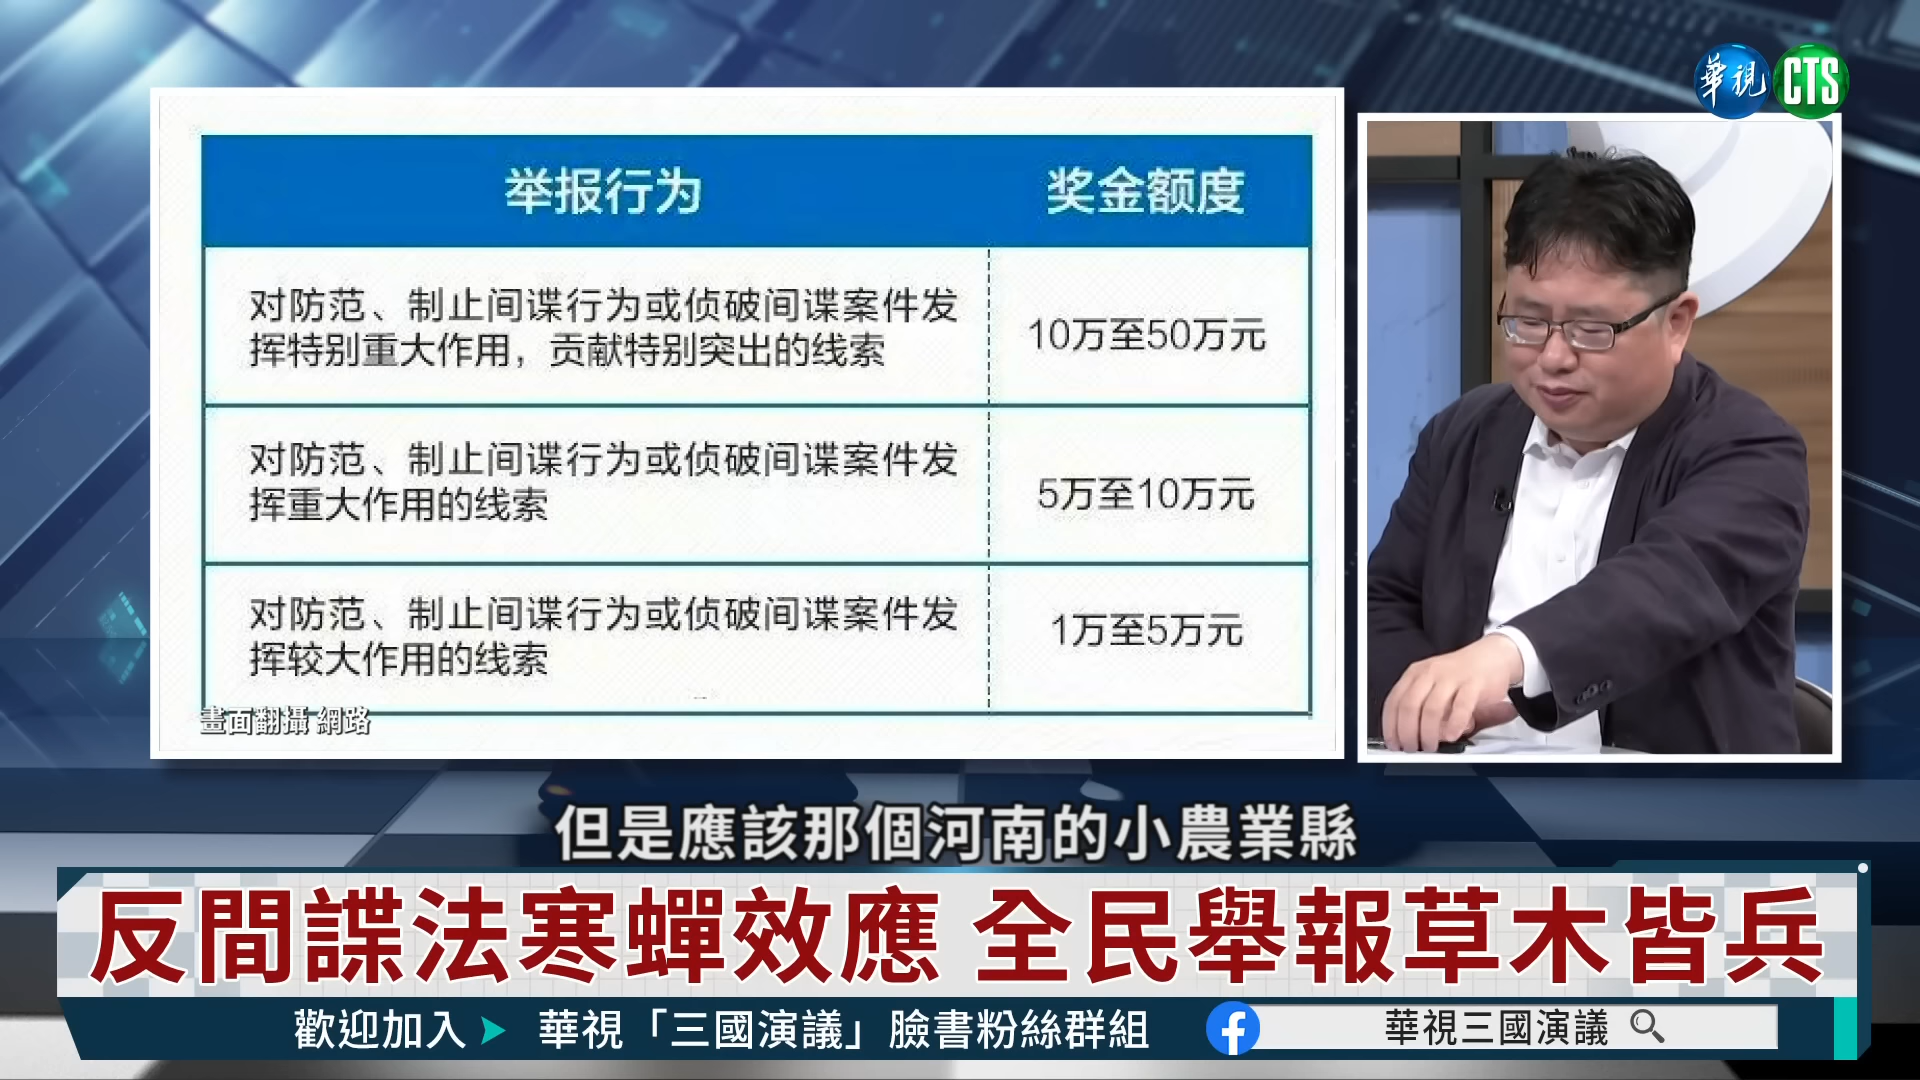 華視 CTS
举报行为 奖金额度
对防范、制止间谍行为或侦破间谍案件发
挥特别重大作用，贡献特别突出的线索
10万至50万元
对防范、制止间谍行为或侦破间谍案件发
挥重大作用的线索
5万至10万元
对防范、制止间谍行为或侦破间谍案件发
挥较大作用的线索
1万至5万元
畫面翻攝 網路
但是應該那個河南的小農業縣
反間諜法寒蟬效應 全民舉報草木皆兵
歡迎加入 華視「三國演議」臉書粉絲群組
華視三國演議